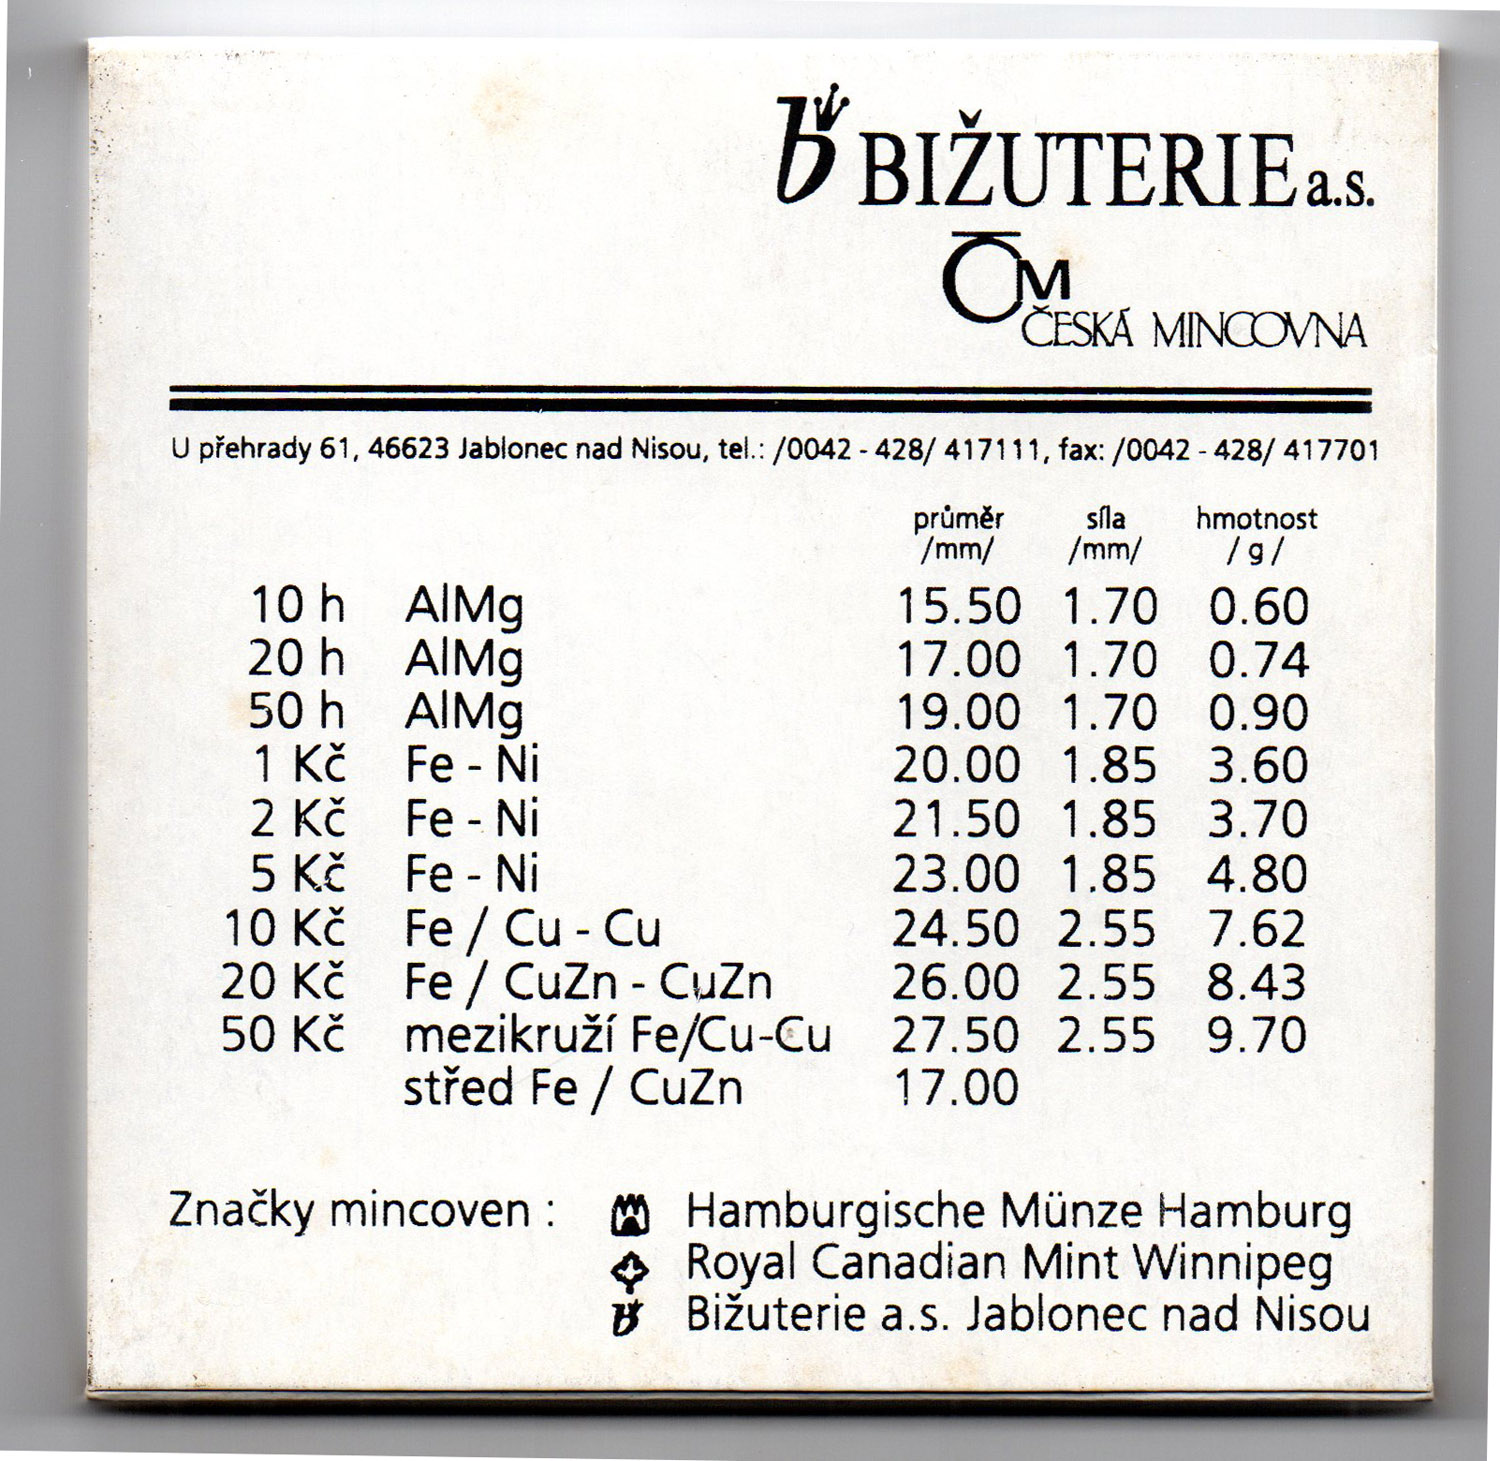 b BIŽUTERIE a.s.
ČM
ČESKÁ MINCOVNA
U přehrady 61, 46623 Jablonec nad Nisou, tel.: /0042 - 428/ 417111, fax: /0042 - 428/ 417701
průměr síla hmotnost
/mm/ /mm/ / g /
10 h AlMg 15.50 1.70 0.60
20 h AlMg 17.00 1.70 0.74
50 h AlMg 19.00 1.70 0.90
1 Kč Fe - Ni 20.00 1.85 3.60
2 Kč Fe - Ni 21.50 1.85 3.70
5 Kč Fe - Ni 23.00 1.85 4.80
10 Kč Fe / Cu - Cu 24.50 2.55 7.62
20 Kč Fe / CuZn - CuZn 26.00 2.55 8.43
50 Kč mezikruží Fe/Cu-Cu 27.50 2.55 9.70
střed Fe / CuZn 17.00
Značky mincoven : Hamburgische Münze Hamburg
Royal Canadian Mint Winnipeg
b Bižuterie a.s. Jablonec nad Nisou